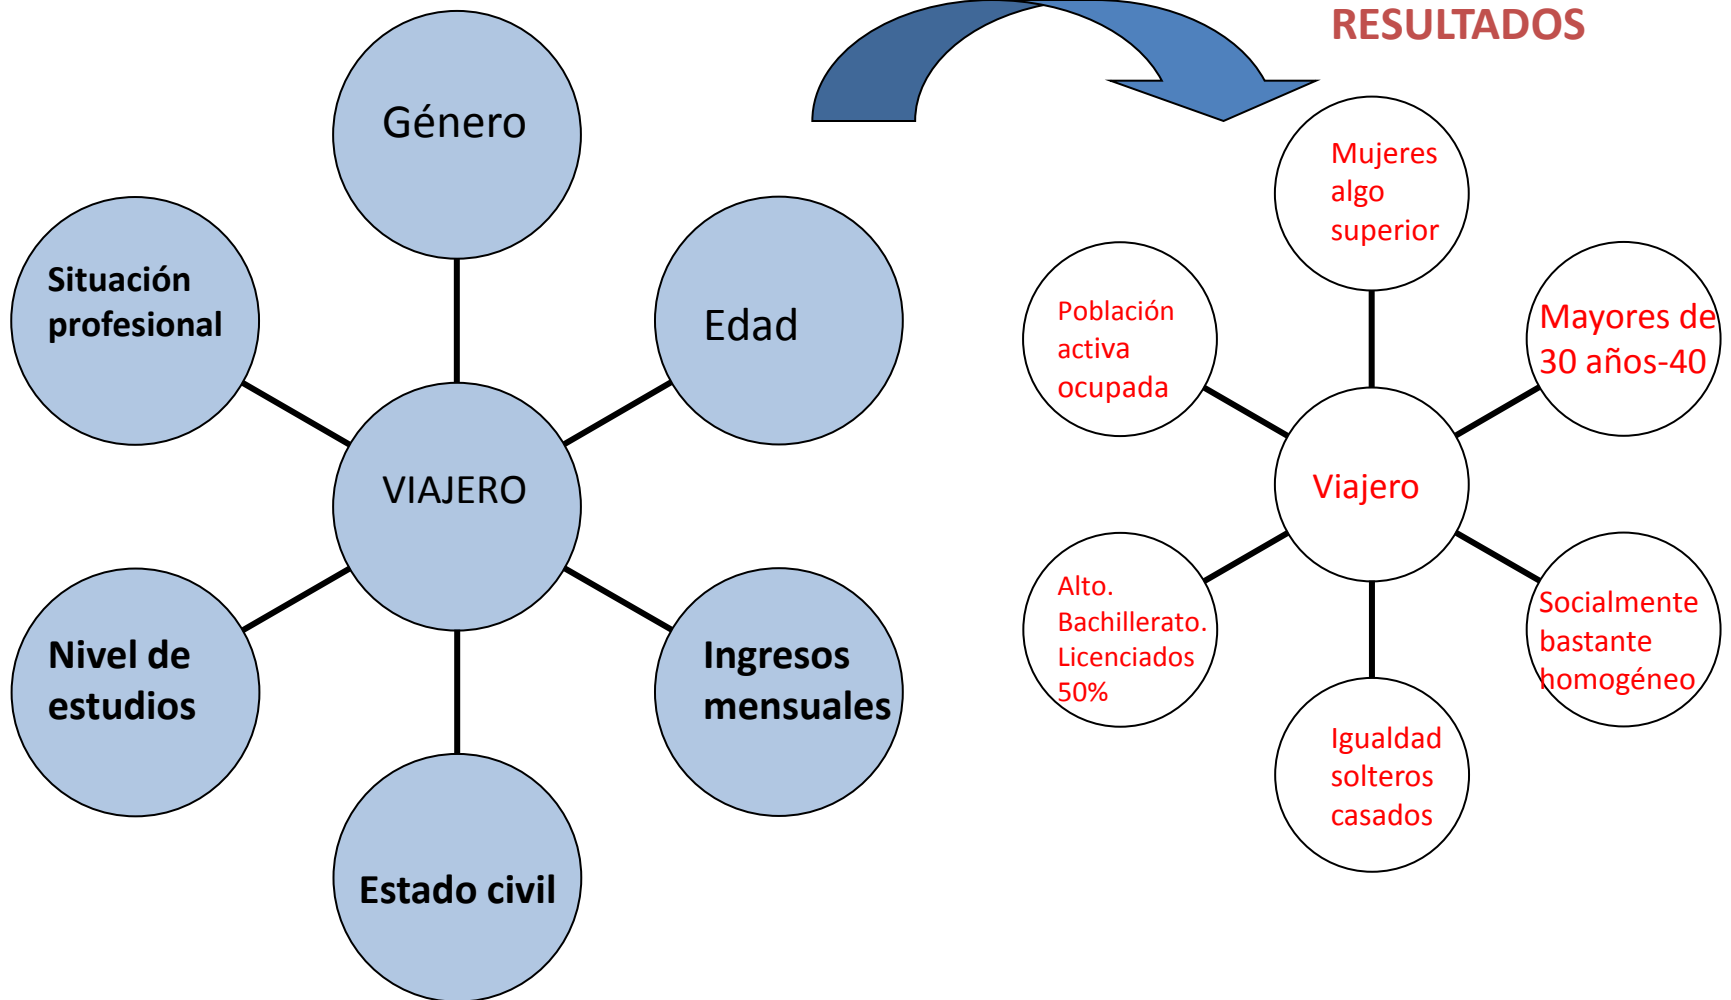 RESULTADOS
Género
Situación
profesional
Edad
VIAJERO
Nivel de
estudios
Ingresos
mensuales
Estado civil
Mujeres
algo
superior
Población
activa
ocupada
Mayores de
30 años-40
Viajero
Alto.
Bachillerato.
Licenciados
50%
Socialmente
bastante
homogéneo
Igualdad
solteros
casados